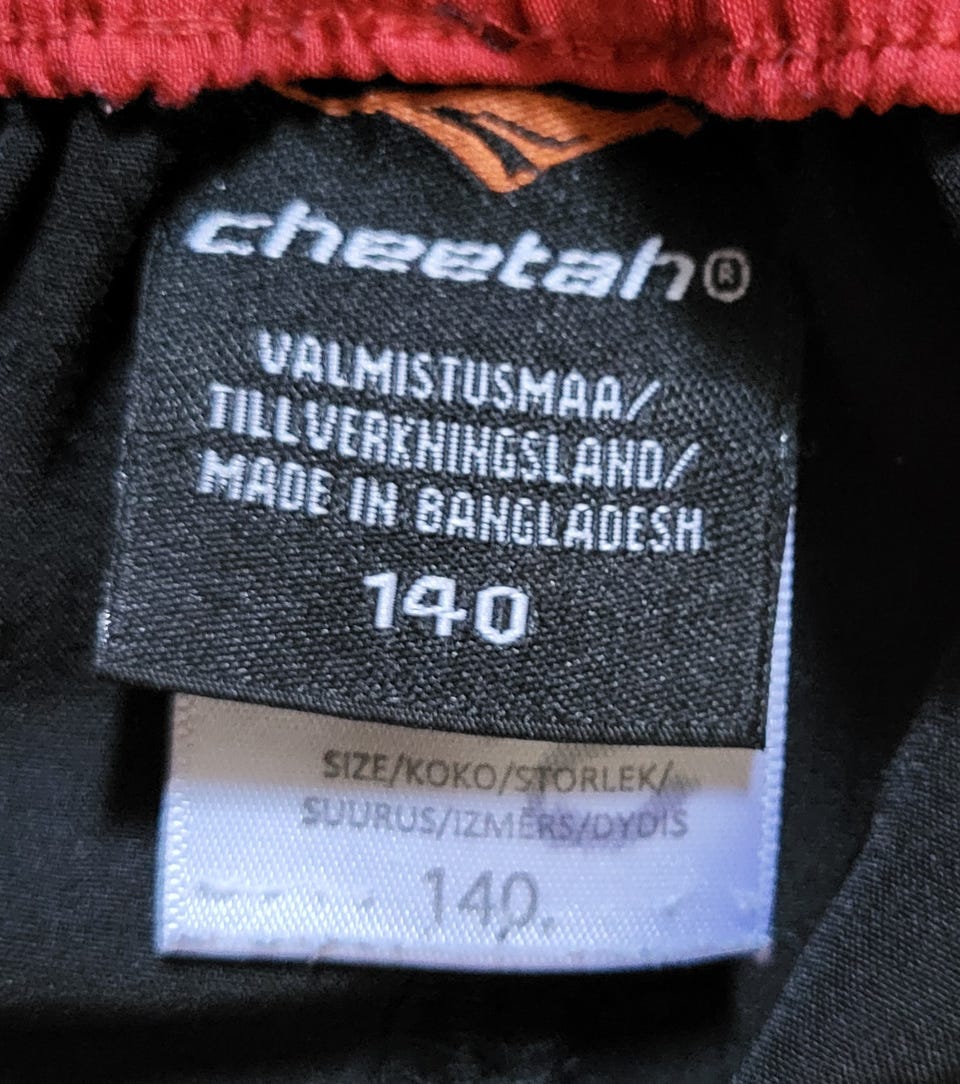 cheetah®
VALMISTUSMAA/
TILLVERKNINGSLAND/
MADE IN BANGLADESH
140
SIZE/KOKO/STORLEK/
SUURUS/IZMĒRS/DYDIS
140